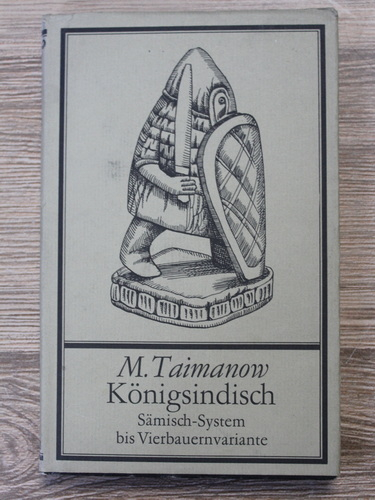 M. Taimanow
Königsindisch
Sämisch-System
bis Vierbauernvariante